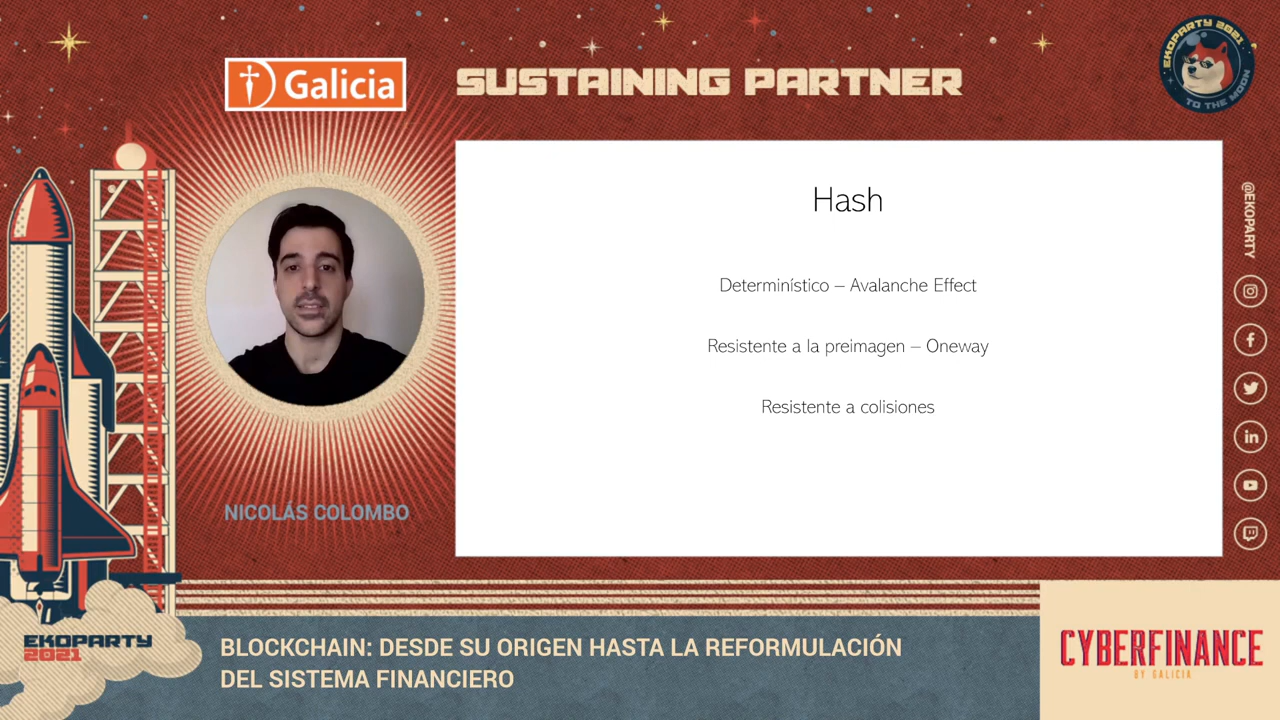 Galicia
SUSTAINING PARTNER
EKOPARTY 2021
TO THE MOON
Hash
Determinístico – Avalanche Effect
Resistente a la preimagen – Oneway
Resistente a colisiones
@EKOPARTY
NICOLÁS COLOMBO
EKOPARTY
2021
BLOCKCHAIN: DESDE SU ORIGEN HASTA LA REFORMULACIÓN
DEL SISTEMA FINANCIERO
CYBERFINANCE
BY GALICIA